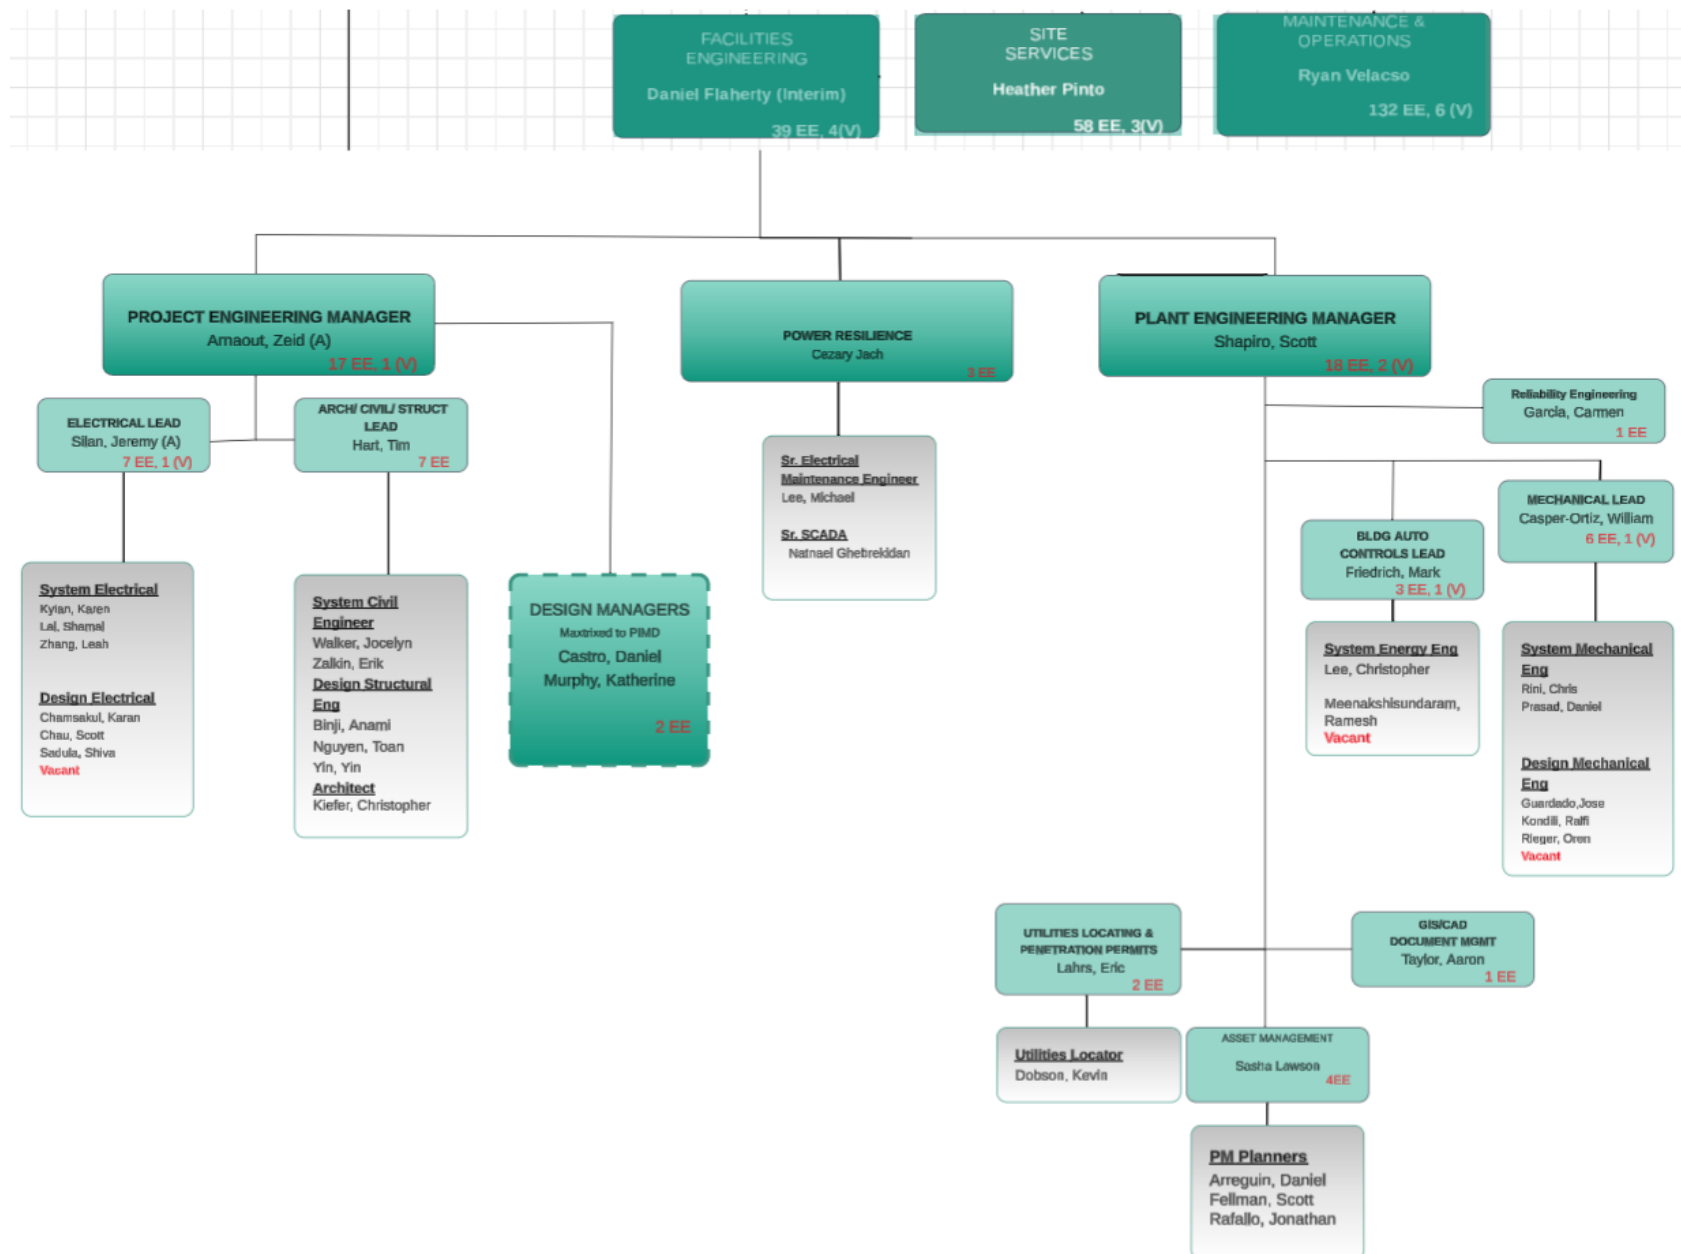 FACILITIES
ENGINEERING
Daniel Flaherty (Interim)
39 EE, 4(V)
SITE
SERVICES
Heather Pinto
58 EE, 3(V)
MAINTENANCE &
OPERATIONS
Ryan Velacso
132 EE, 6 (V)
PROJECT ENGINEERING MANAGER
Arnaout, Zeid (A)
17 EE, 1 (V)
POWER RESILIENCE
Cezary Jach
3 EE
PLANT ENGINEERING MANAGER
Shapiro, Scott
18 EE, 2 (V)
ELECTRICAL LEAD
Silan, Jeremy (A)
7 EE, 1 (V)
ARCH/ CIVIL/ STRUCT
LEAD
Hart, Tim
7 EE
Reliability Engineering
Garcia, Carmen
1 EE
Sr. Electrical
Maintenance Engineer
Lee, Michael
Sr. SCADA
Natnael Ghebrekidan
BLDG AUTO
CONTROLS LEAD
Friedrich, Mark
3 EE, 1 (V)
MECHANICAL LEAD
Casper-Ortiz, William
6 EE, 1 (V)
System Electrical
Kyian, Karen
Lal, Shamal
Zhang, Leah
Design Electrical
Chamsakul, Karan
Chau, Scott
Sadula, Shiva
Vacant
System Civil
Engineer
Walker, Jocelyn
Zalkin, Erik
Design Structural
Eng
Binji, Anami
Nguyen, Toan
Yin, Yin
Architect
Kiefer, Christopher
DESIGN MANAGERS
Maxtrixed to PIMD
Castro, Daniel
Murphy, Katherine
2 EE
System Energy Eng
Lee, Christopher
Meenakshisundaram,
Ramesh
Vacant
System Mechanical
Eng
Rini, Chris
Prasad, Daniel
Design Mechanical
Eng
Guardado,Jose
Kondili, Ralfi
Rieger, Oren
Vacant
UTILITIES LOCATING &
PENETRATION PERMITS
Lahrs, Eric
2 EE
GIS/CAD
DOCUMENT MGMT
Taylor, Aaron
1 EE
Utilities Locator
Dobson, Kevin
ASSET MANAGEMENT
Sasha Lawson
4EE
PM Planners
Arreguin, Daniel
Fellman, Scott
Rafallo, Jonathan